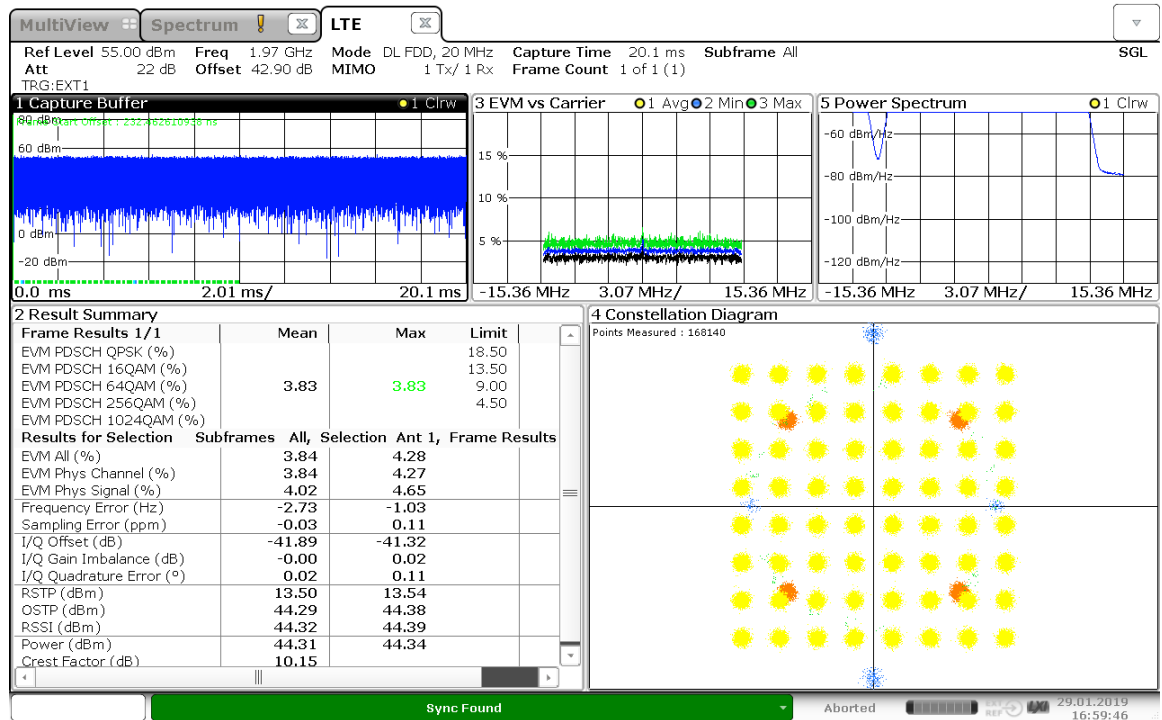 MultiView Spectrum LTE
Ref Level 55.00 dBm Freq 1.97 GHz Mode DL FDD, 20 MHz Capture Time 20.1 ms Subframe All SGL
Att 22 dB Offset 42.90 dB MIMO 1 Tx/ 1 Rx Frame Count 1 of 1 (1)
TRG:EXT1
1 Capture Buffer 1 Clrw
80 dBm
Frame Start Offset : 232.662610938 ms
60 dBm
0 dBm
-20 dBm
0.0 ms 2.01 ms/ 20.1 ms
3 EVM vs Carrier 1 Avg 2 Min 3 Max
15 %
10 %
5 %
-15.36 MHz 3.07 MHz/ 15.36 MHz
5 Power Spectrum 1 Clrw
-60 dBm/Hz
-80 dBm/Hz
-100 dBm/Hz
-120 dBm/Hz
-15.36 MHz 3.07 MHz/ 15.36 MHz
2 Result Summary
Frame Results 1/1 Mean Max Limit
EVM PDSCH QPSK (%) 18.50
EVM PDSCH 16QAM (%) 13.50
EVM PDSCH 64QAM (%) 3.83 3.83 9.00
EVM PDSCH 256QAM (%) 4.50
EVM PDSCH 1024QAM (%)
Results for Selection Subframes All, Selection Ant 1, Frame Results
EVM All (%) 3.84 4.28
EVM Phys Channel (%) 3.84 4.27
EVM Phys Signal (%) 4.02 4.65
Frequency Error (Hz) -2.73 -1.03
Sampling Error (ppm) -0.03 0.11
I/Q Offset (dB) -41.89 -41.32
I/Q Gain Imbalance (dB) -0.00 0.02
I/Q Quadrature Error (º) 0.02 0.11
RSTP (dBm) 13.50 13.54
OSTP (dBm) 44.29 44.38
RSSI (dBm) 44.32 44.39
Power (dBm) 44.31 44.34
Crest Factor (dB) 10.15
4 Constellation Diagram
Points Measured : 168140
Sync Found
Aborted
EXT
REF
LXI
29.01.2019
16:59:46